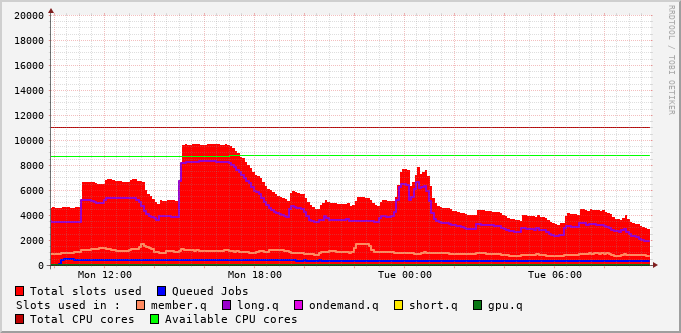 RRDTOOL / TOBI OETIKER
20000
18000
16000
14000
12000
10000
8000
6000
4000
2000
0
Mon 12:00 Mon 18:00 Tue 00:00 Tue 06:00
Total slots used Queued Jobs
Slots used in : member.q long.q ondemand.q short.q gpu.q
Total CPU cores Available CPU cores